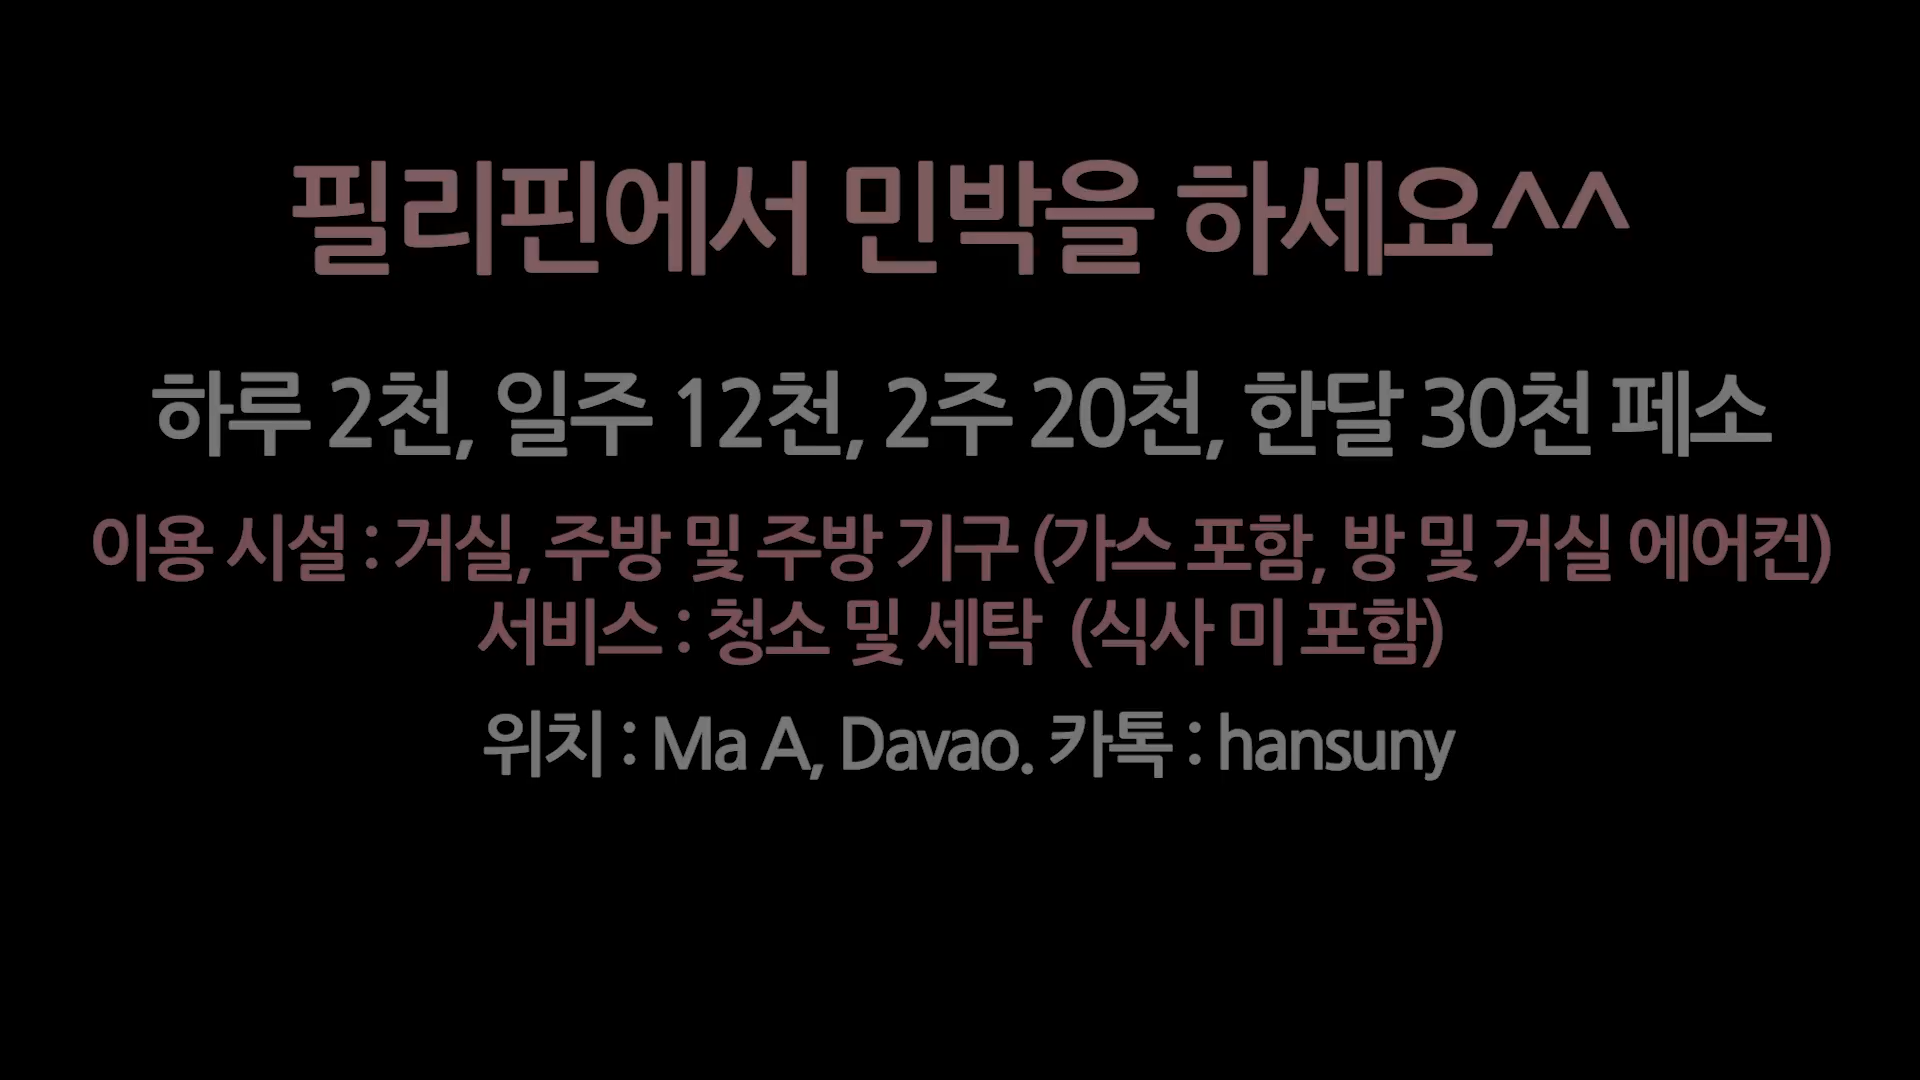 필리핀에서 민박을 하세요^^
하루 2천, 일주 12천, 2주 20천, 한달 30천 페소
이용 시설 : 거실, 주방 및 주방 기구 (가스 포함, 방 및 거실 에어컨)
서비스 : 청소 및 세탁 (식사 미 포함)
위치 : Ma A, Davao. 카톡 : hansuny